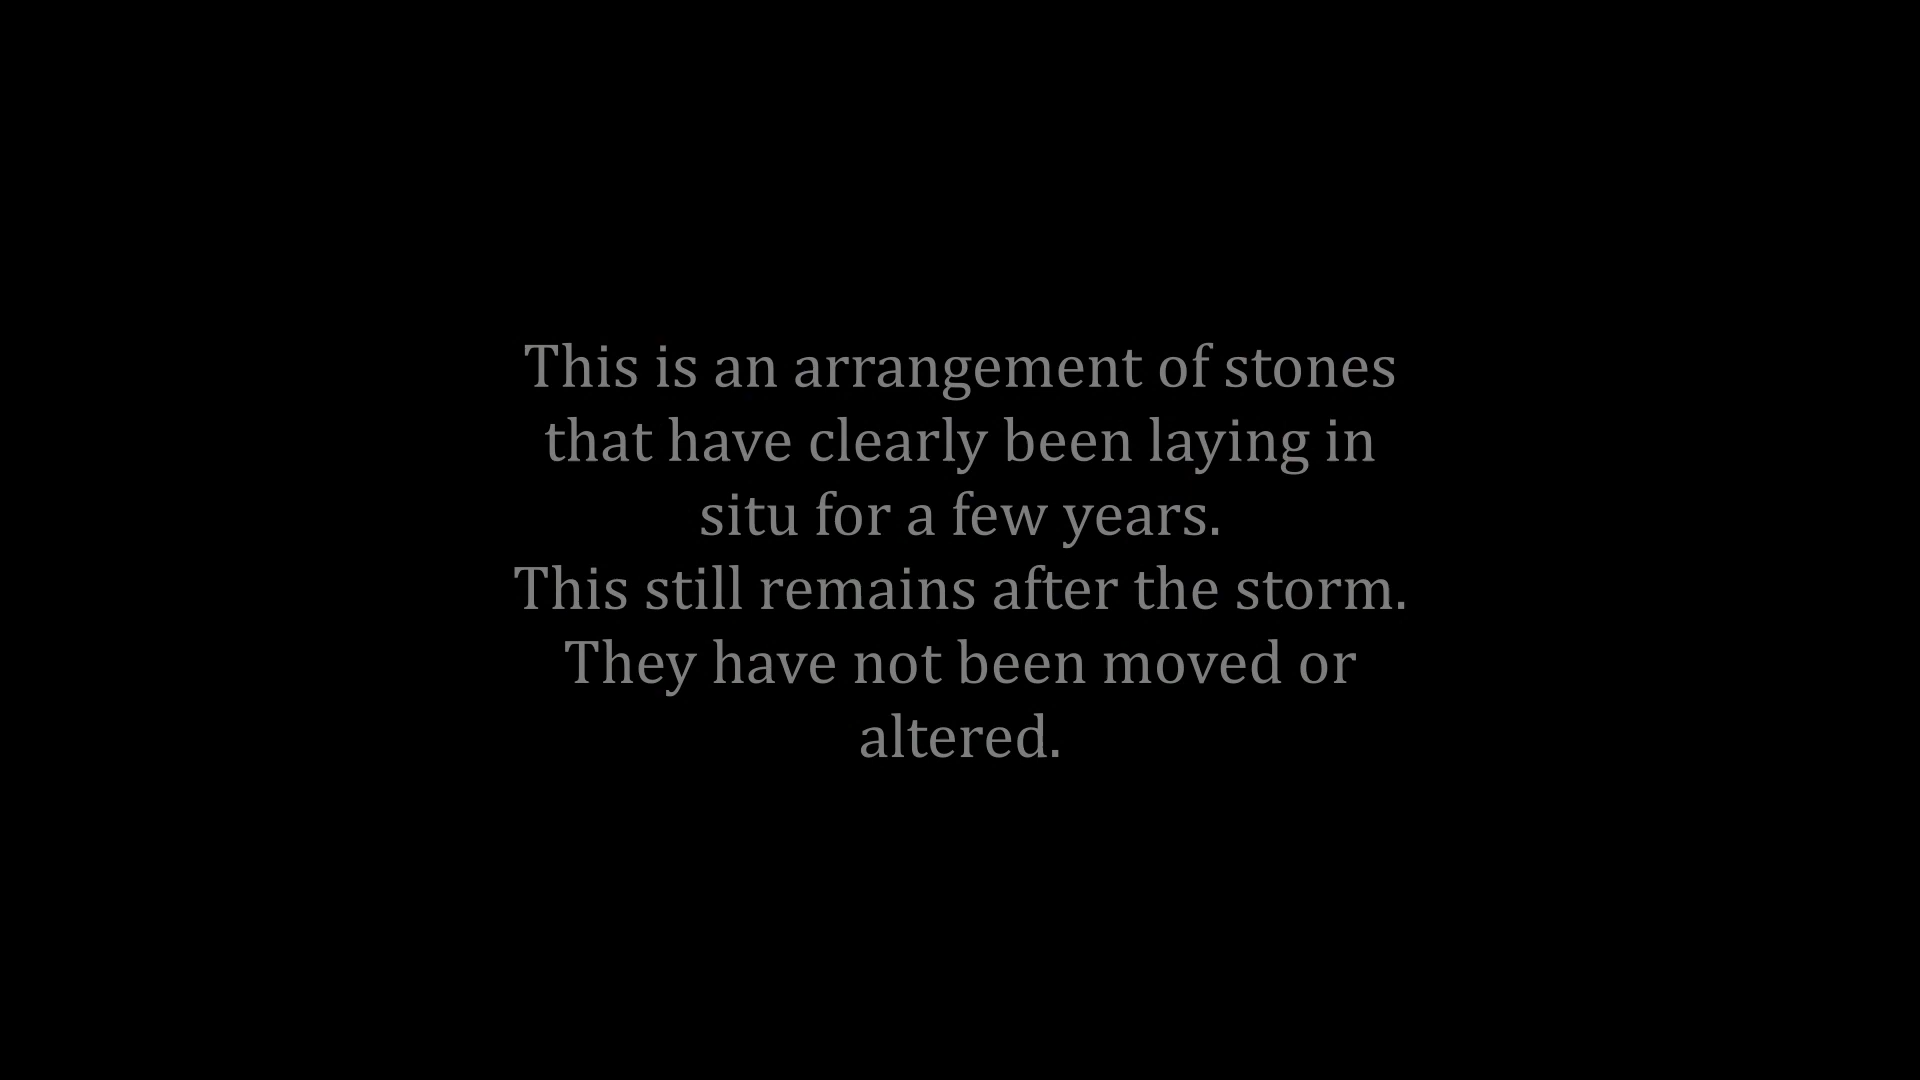 This is an arrangement of stones
that have clearly been laying in
situ for a few years.
This still remains after the storm.
They have not been moved or
altered.